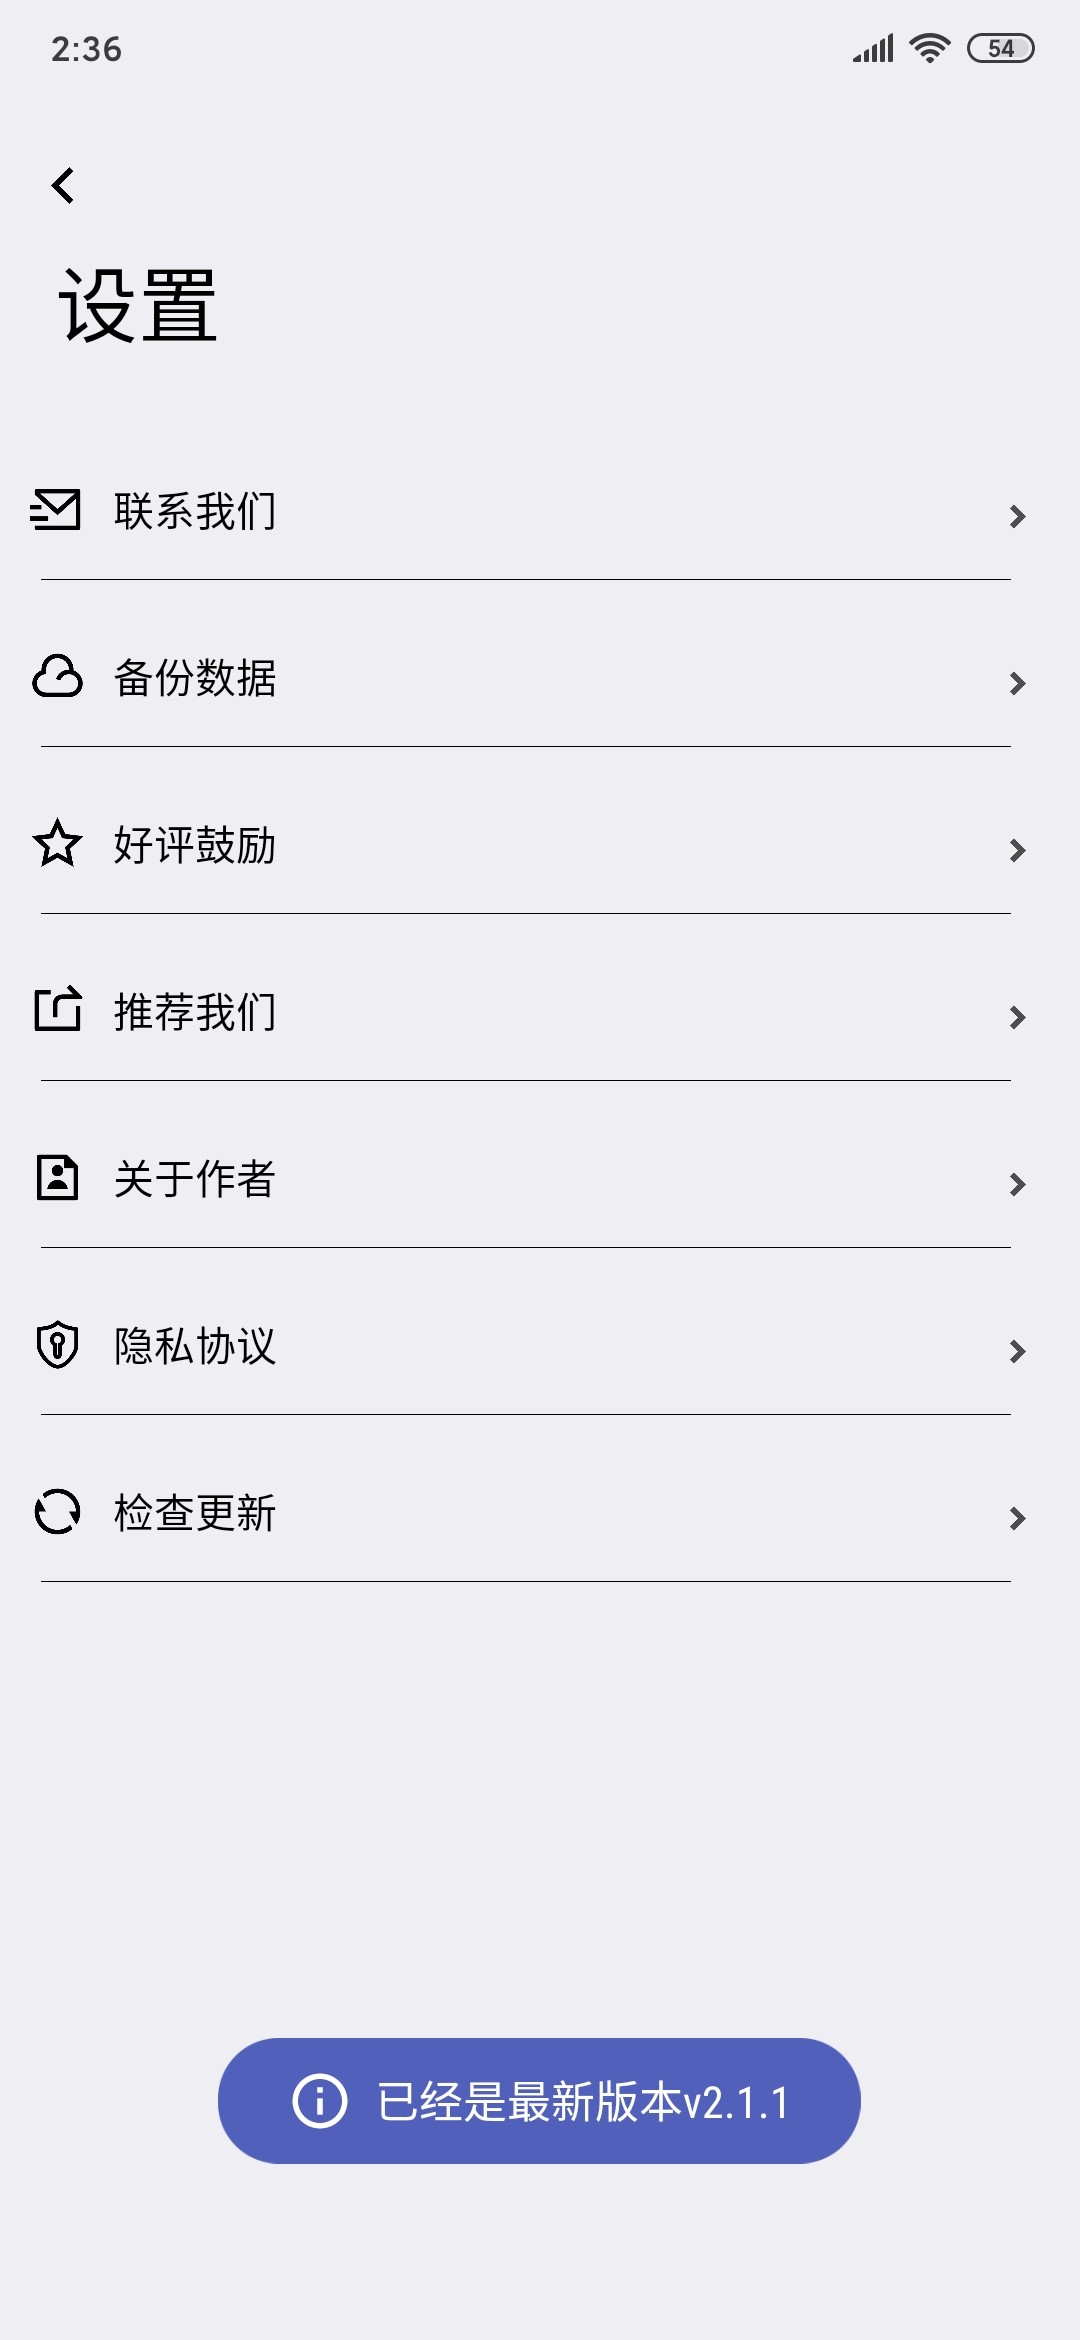 2:36
54
设置
联系我们
备份数据
好评鼓励
推荐我们
关于作者
隐私协议
检查更新
已经是最新版本v2.1.1